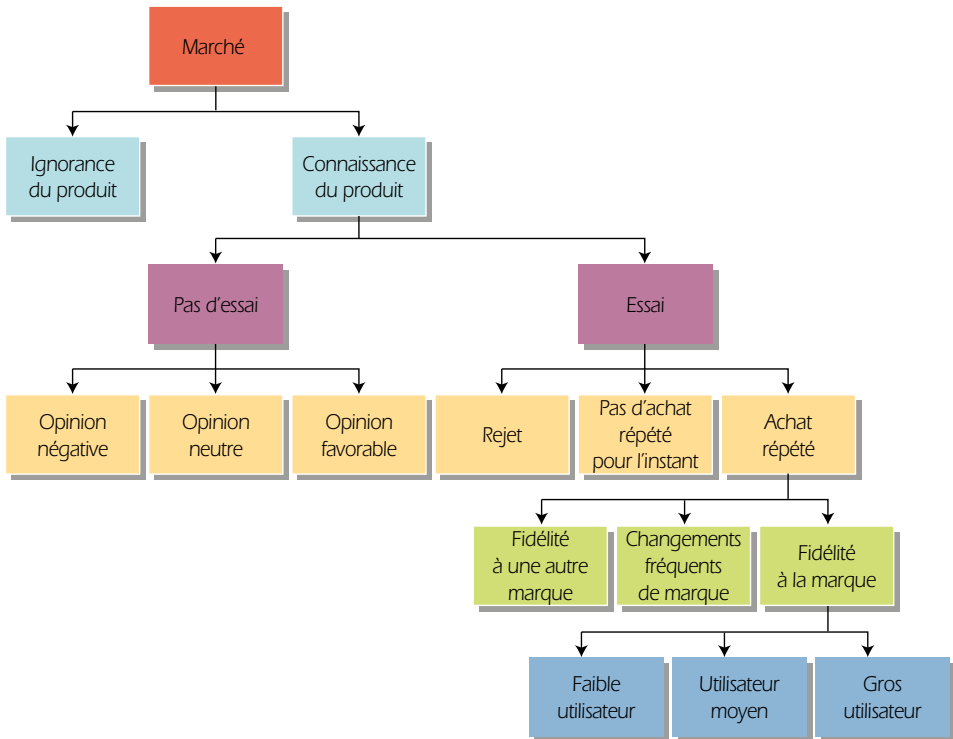 Marché
Ignorance
du produit
Connaissance
du produit
Pas d'essai
Essai
Opinion
négative
Opinion
neutre
Opinion
favorable
Rejet
Pas d'achat
répété
pour l'instant
Achat
répété
Fidélité
à une autre
marque
Changements
fréquents
de marque
Fidélité
à la marque
Faible
utilisateur
Utilisateur
moyen
Gros
utilisateur